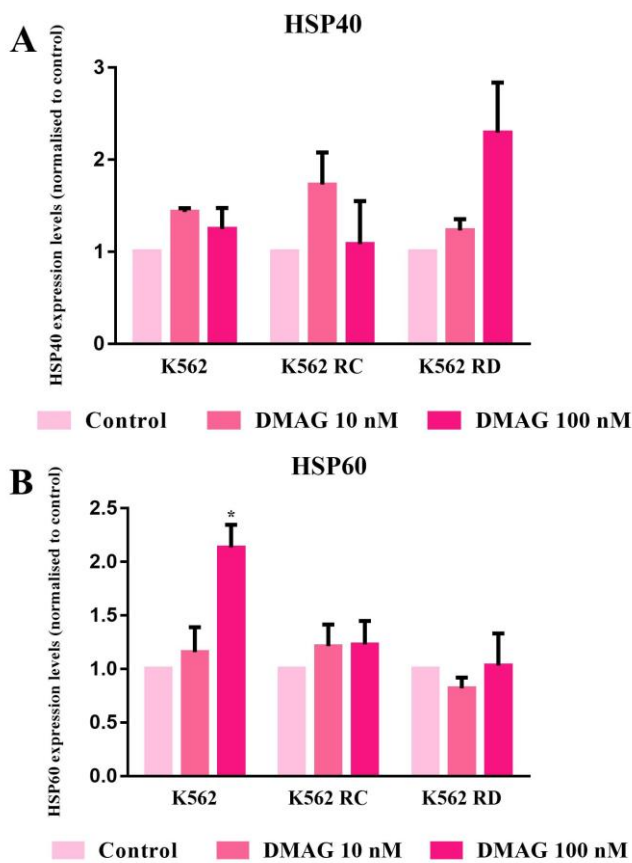 A
HSP40
HSP40 expression levels (normalised to control)
3
2
1
0
K562 K562 RC K562 RD
Control DMAG 10 nM DMAG 100 nM
B
HSP60
HSP60 expression levels (normalised to control)
2.5
2.0
1.5
1.0
0.5
0.0
*
K562 K562 RC K562 RD
Control DMAG 10 nM DMAG 100 nM